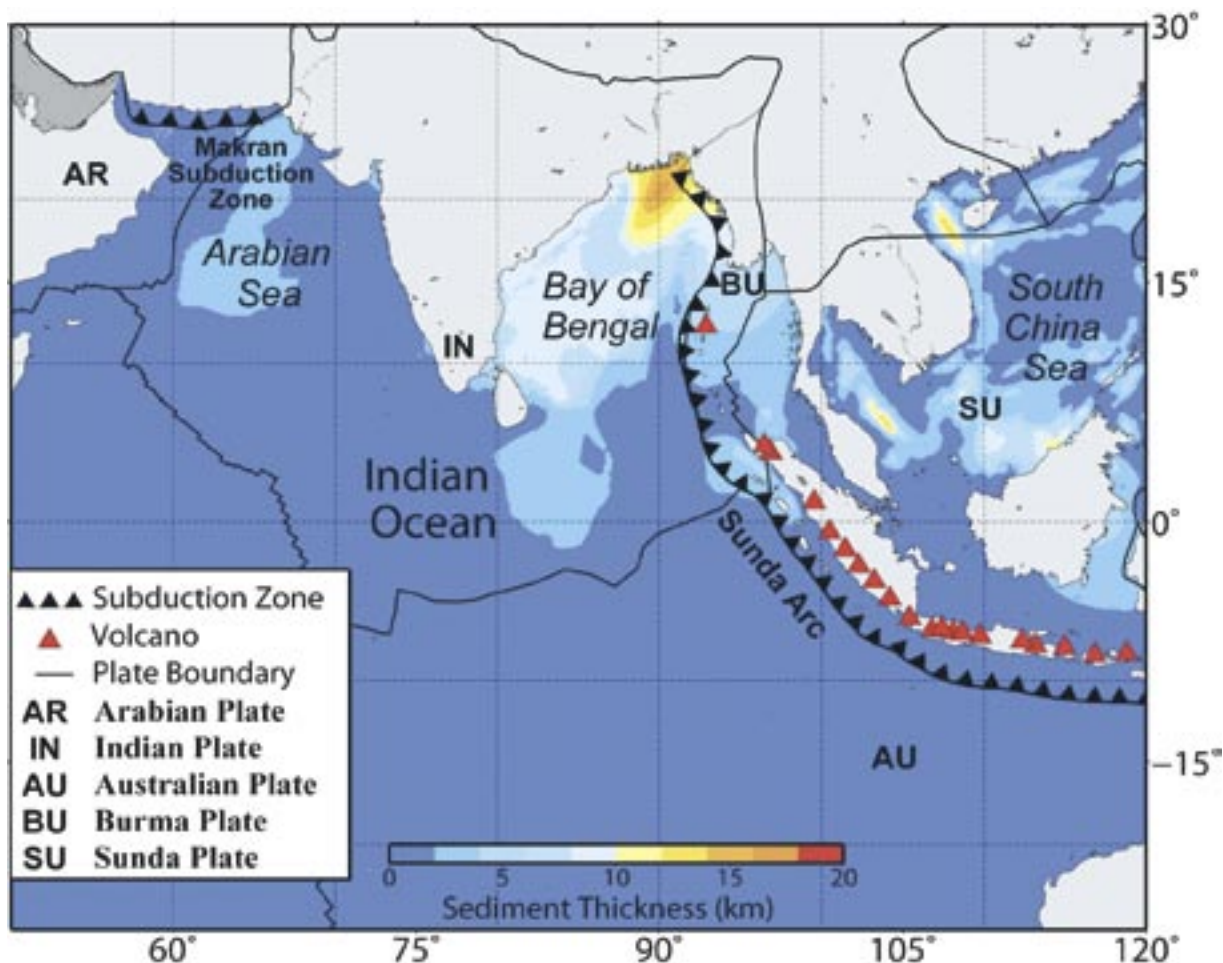 30°
Makran
Subduction
Zone
AR
Arabian
Sea
Bay of
Bengal
BU
15°
South
China
Sea
IN
SU
Indian
Ocean
0°
Sunda Arc
Subduction Zone
Volcano
Plate Boundary
AR Arabian Plate
IN Indian Plate
AU Australian Plate
BU Burma Plate
SU Sunda Plate
AU
−15°
0 5 10 15 20
Sediment Thickness (km)
60° 75° 90° 105° 120°